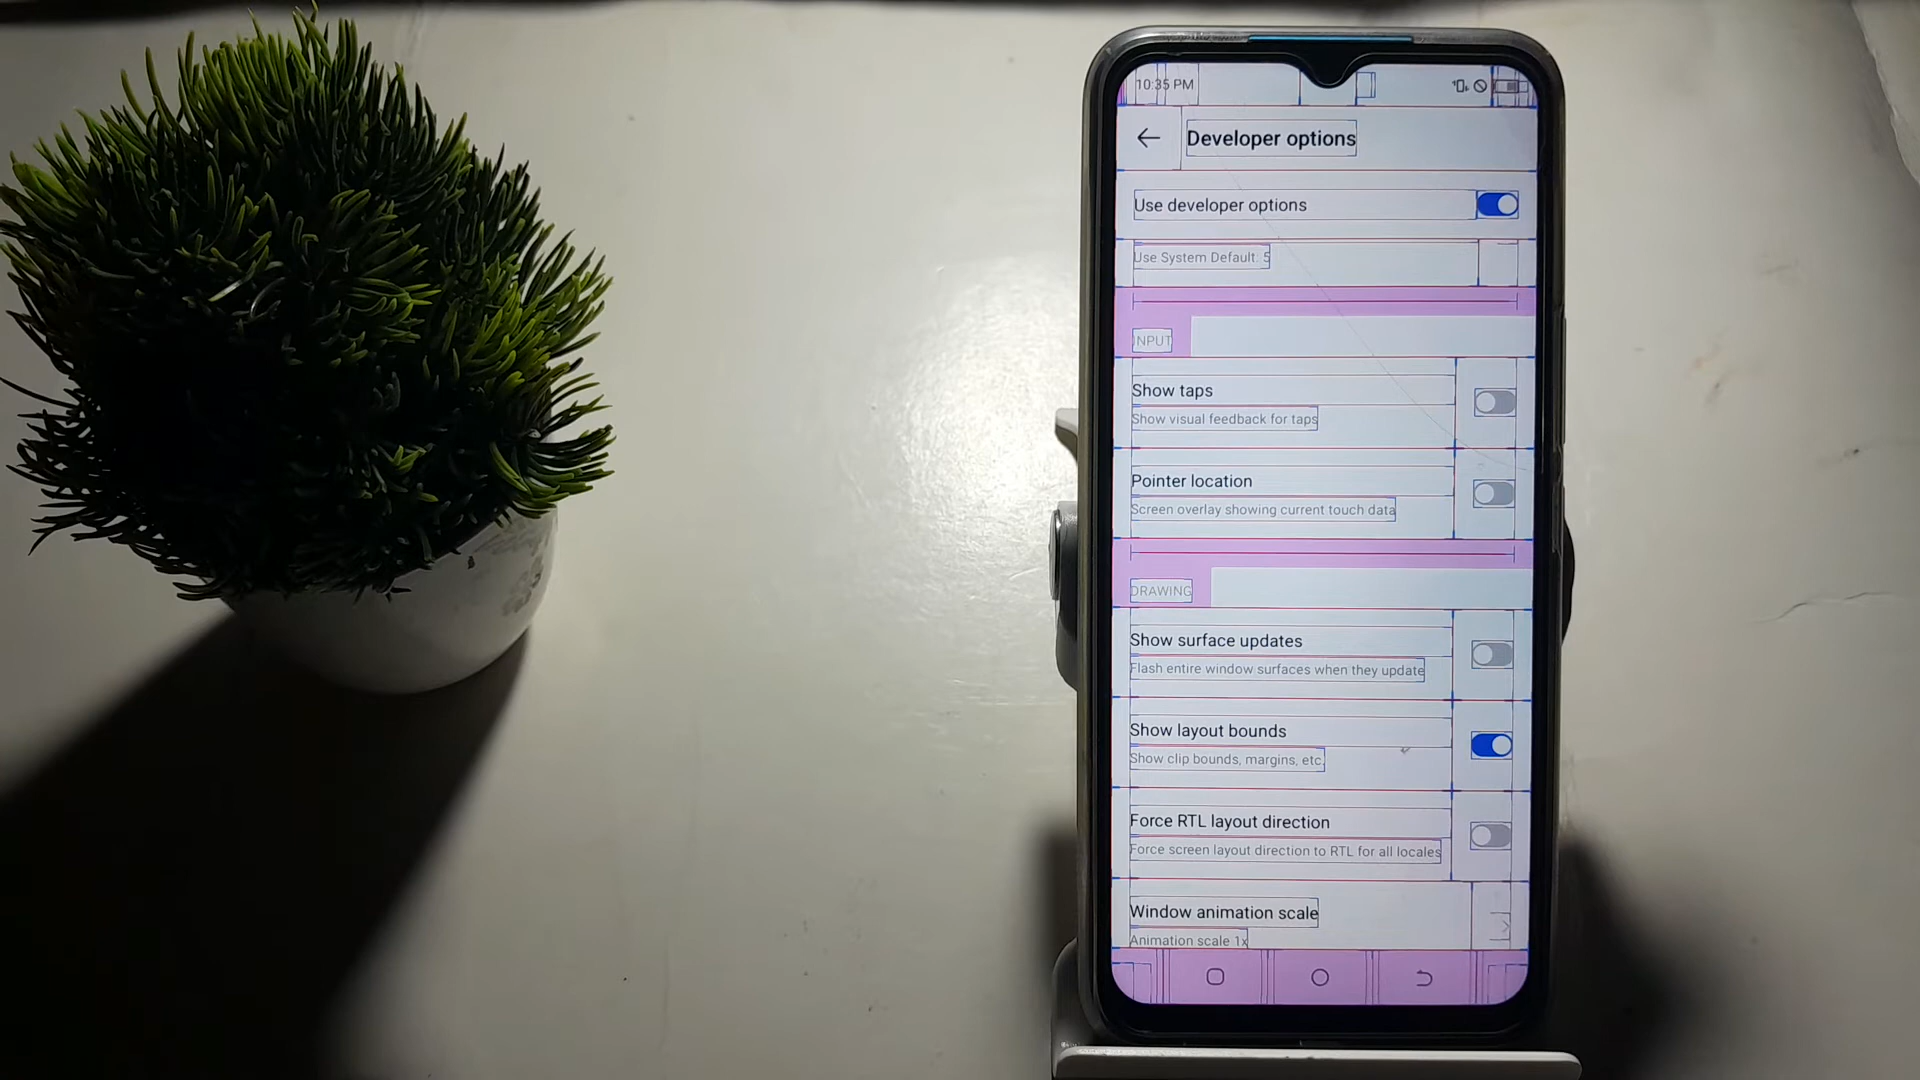 10:35 PM
Developer options
Use developer options
Use System Default: 5
INPUT
Show taps
Show visual feedback for taps
Pointer location
Screen overlay showing current touch data
DRAWING
Show surface updates
Flash entire window surfaces when they update
Show layout bounds
Show clip bounds, margins, etc.
Force RTL layout direction
Force screen layout direction to RTL for all locales
Window animation scale
Animation scale 1x